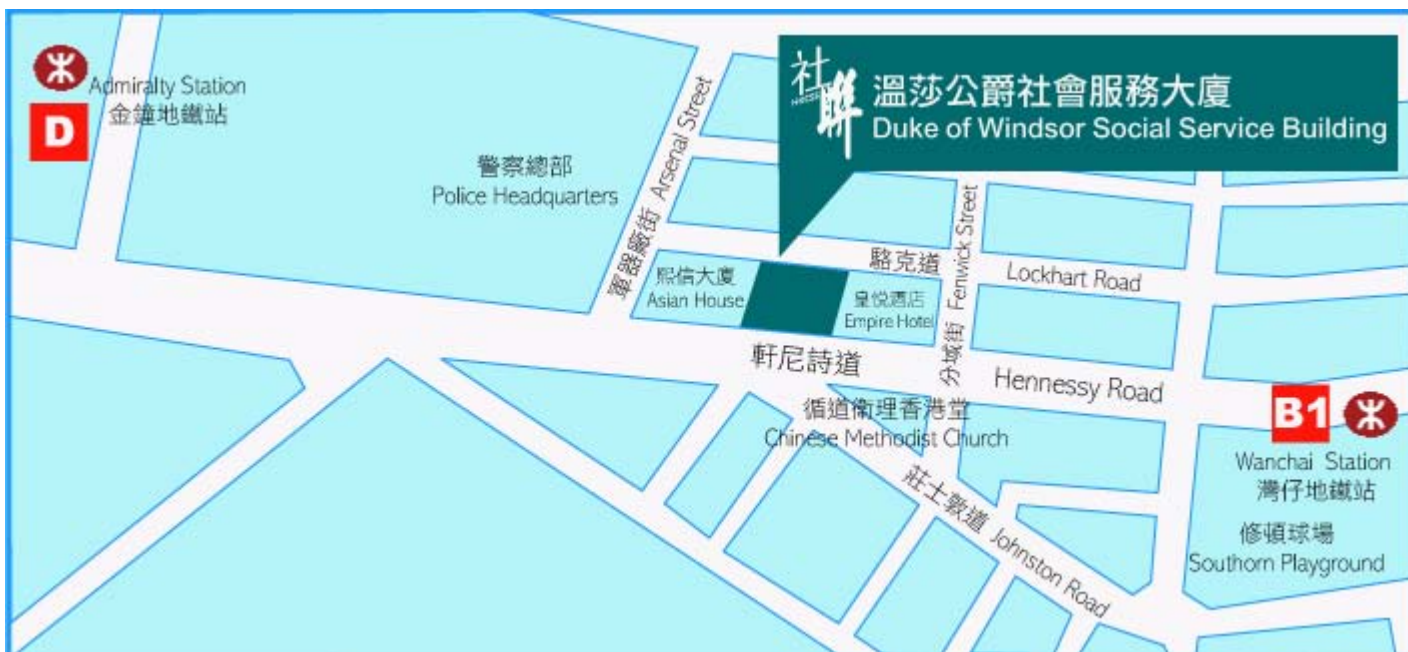 Admiralty Station
金鐘地鐵站
D
警察總部
Police Headquarters
軍器廠街 Arsenal Street
社聯
溫莎公爵社會服務大廈
Duke of Windsor Social Service Building
熙信大廈
Asian House
駱克道
Lockhart Road
皇悅酒店
Empire Hotel
分域街 Fenwick Street
軒尼詩道
Hennessy Road
循道衛理香港堂
Chinese Methodist Church
莊士敦道 Johnston Road
B1
Wanchai Station
灣仔地鐵站
修頓球場
Southorn Playground